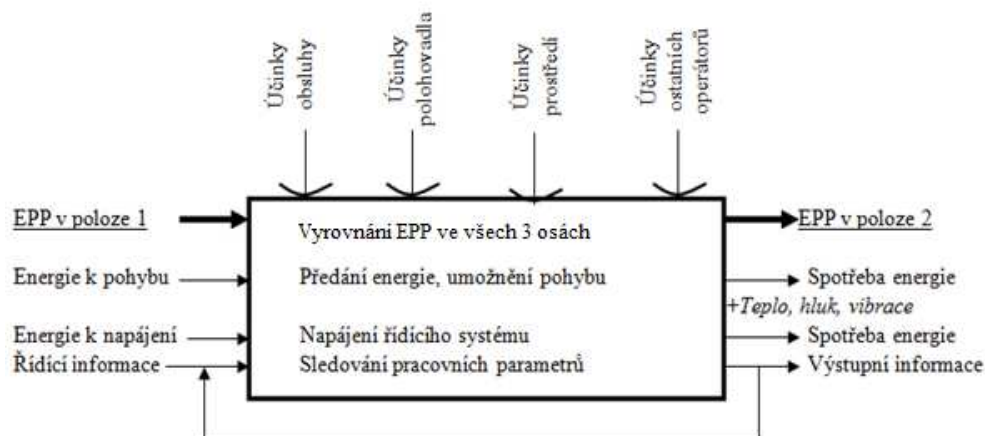 Účinky
obsluhy
Účinky
polohovadla
Účinky
prostředí
Účinky
ostatních
operátorů
EPP v poloze 1
Vyrovnání EPP ve všech 3 osách
EPP v poloze 2
Energie k pohybu
Předání energie, umožnění pohybu
Spotřeba energie
+Teplo, hluk, vibrace
Energie k napájení
Napájení řídícího systému
Spotřeba energie
Řídící informace
Sledování pracovních parametrů
Výstupní informace